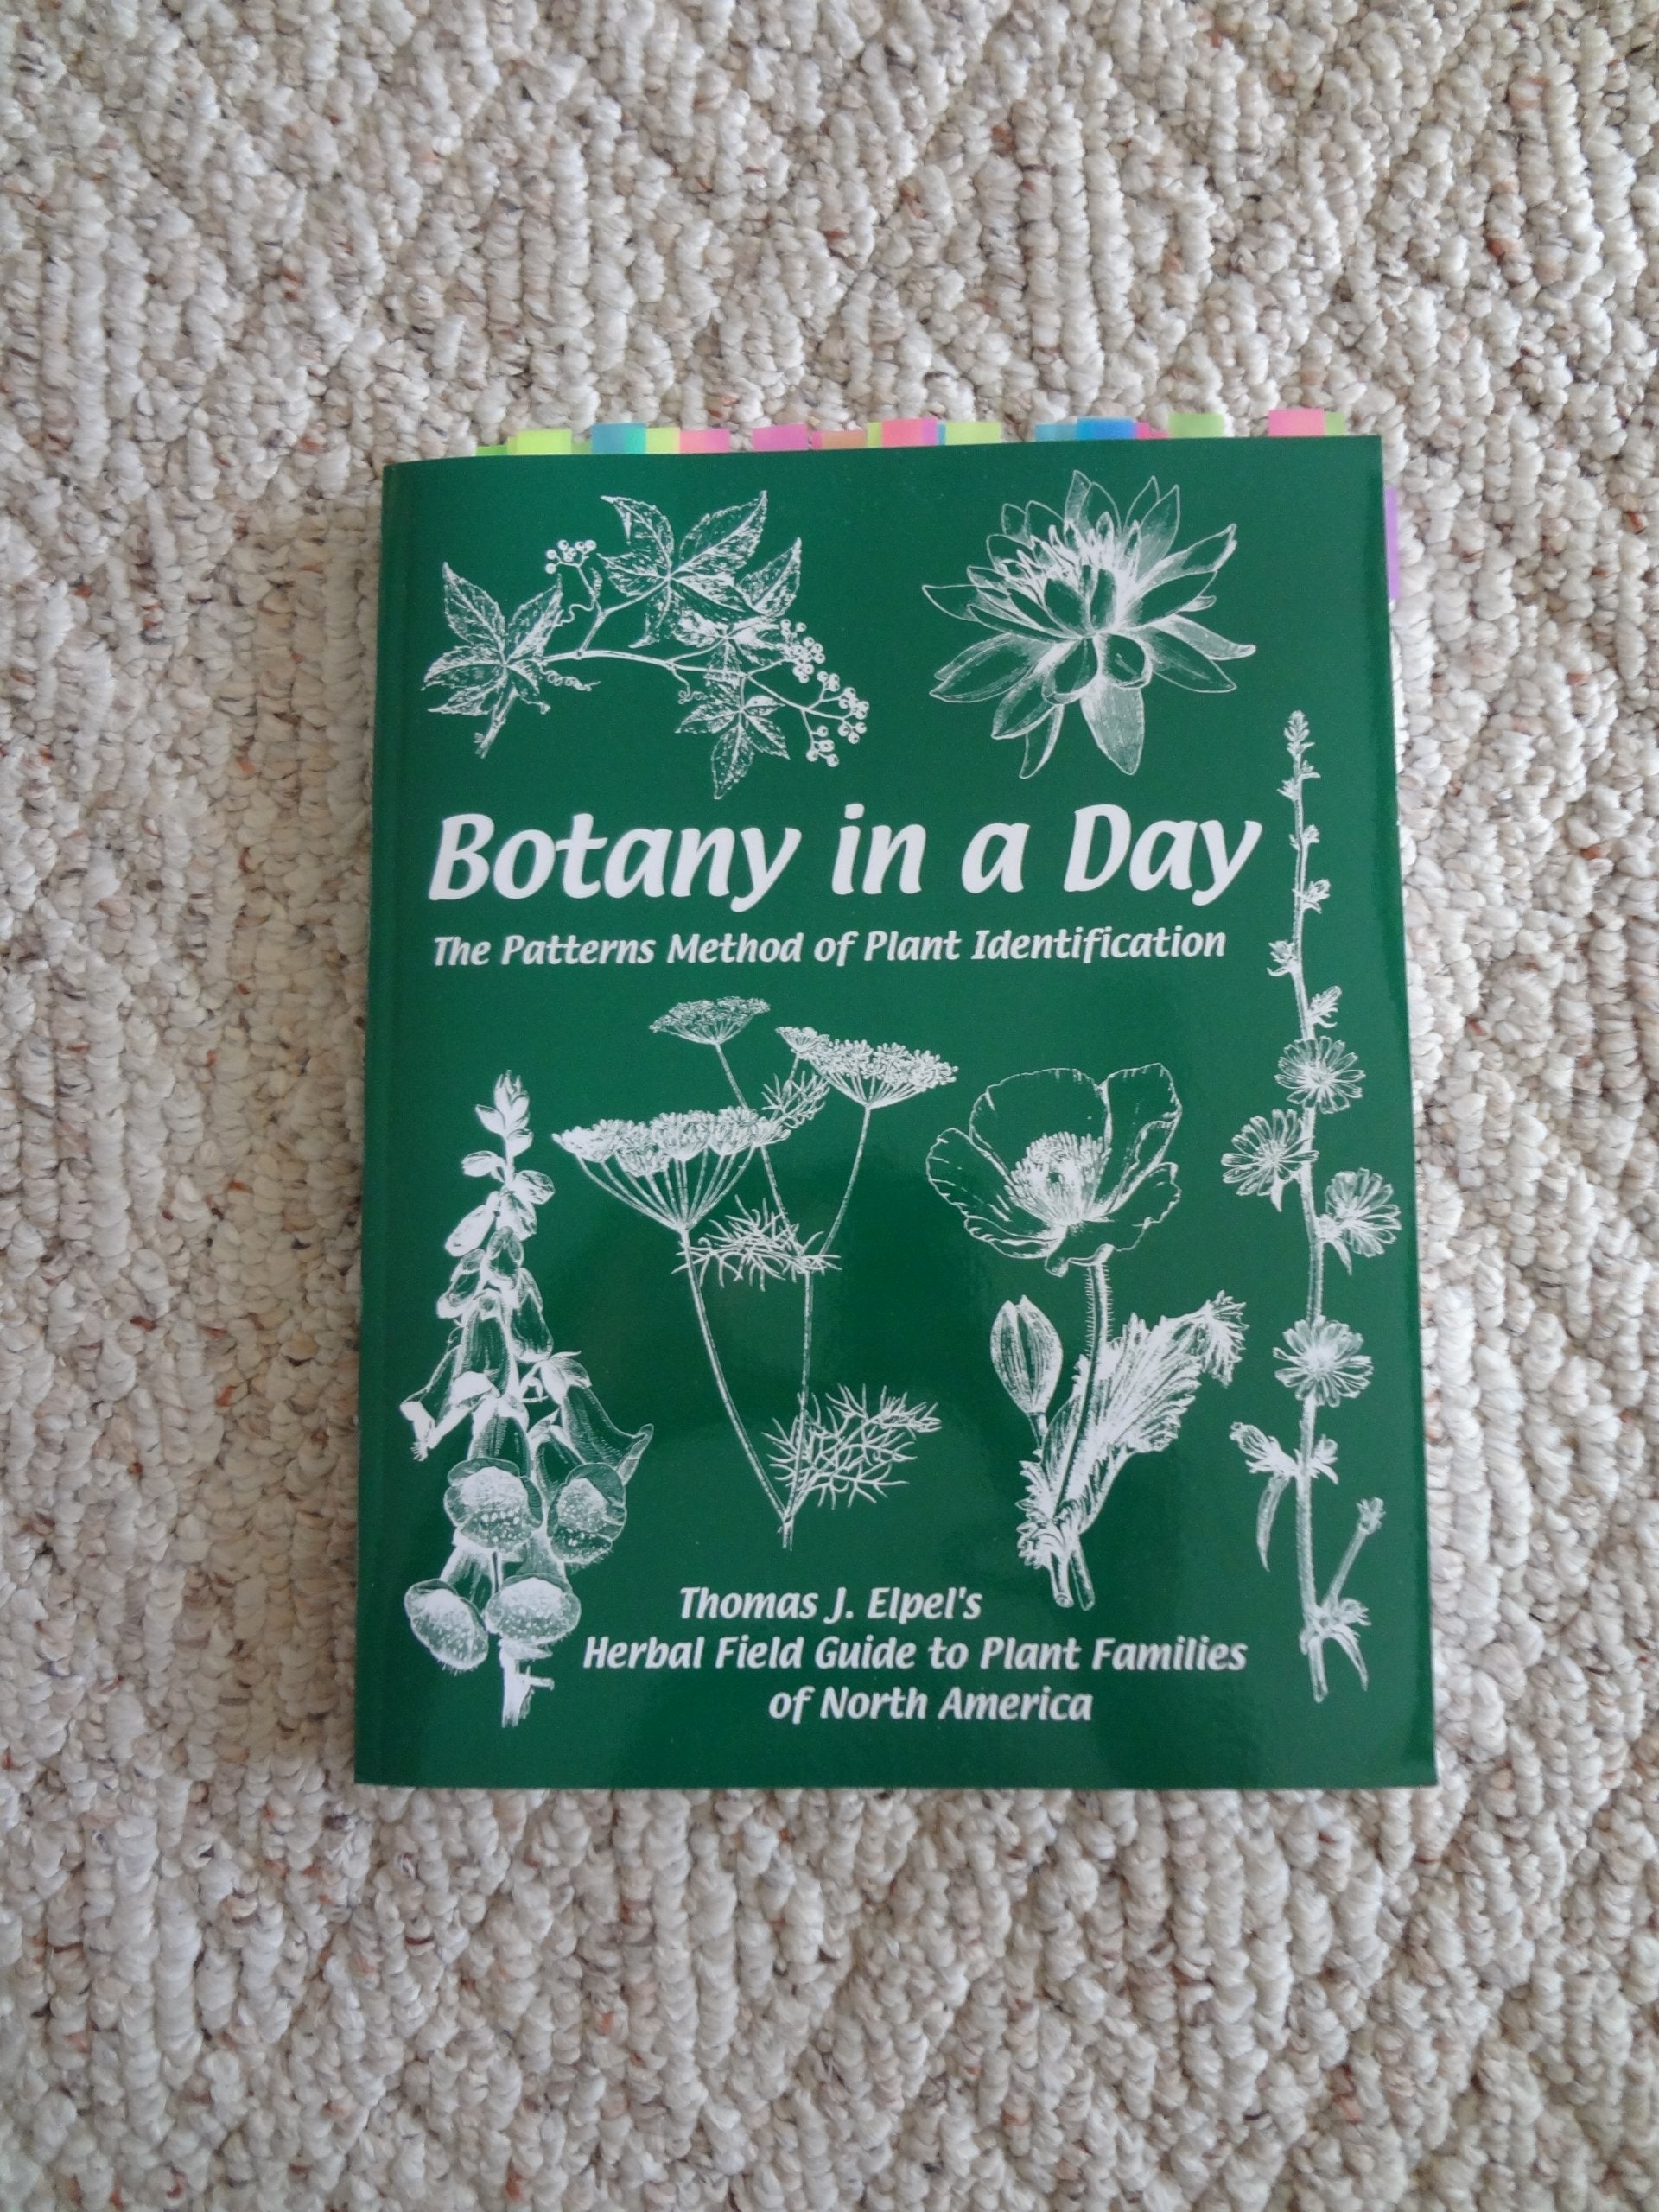 Botany in a Day
The Patterns Method of Plant Identification
Thomas J. Elpel's
Herbal Field Guide to Plant Families
of North America